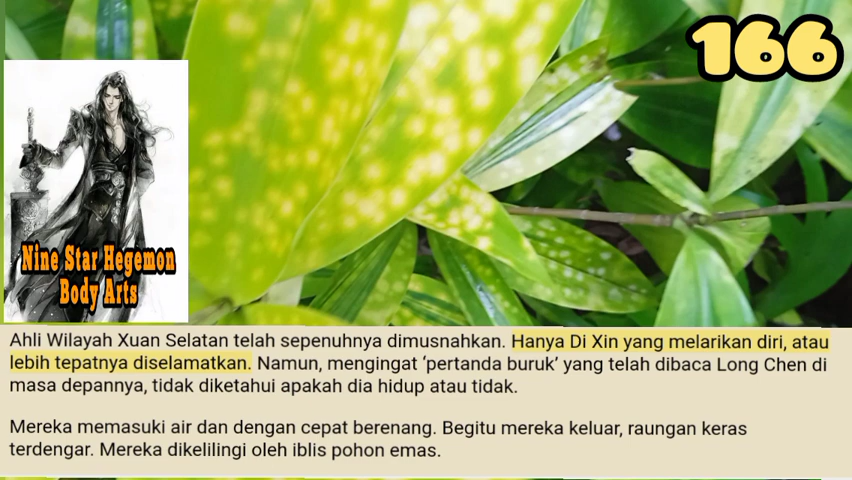 166
Nine Star Hegemon
Body Arts
Ahli Wilayah Xuan Selatan telah sepenuhnya dimusnahkan. Hanya Di Xin yang melarikan diri, atau
lebih tepatnya diselamatkan. Namun, mengingat ‘pertanda buruk’ yang telah dibaca Long Chen di
masa depannya, tidak diketahui apakah dia hidup atau tidak.
Mereka memasuki air dan dengan cepat berenang. Begitu mereka keluar, raungan keras
terdengar. Mereka dikelilingi oleh iblis pohon emas.